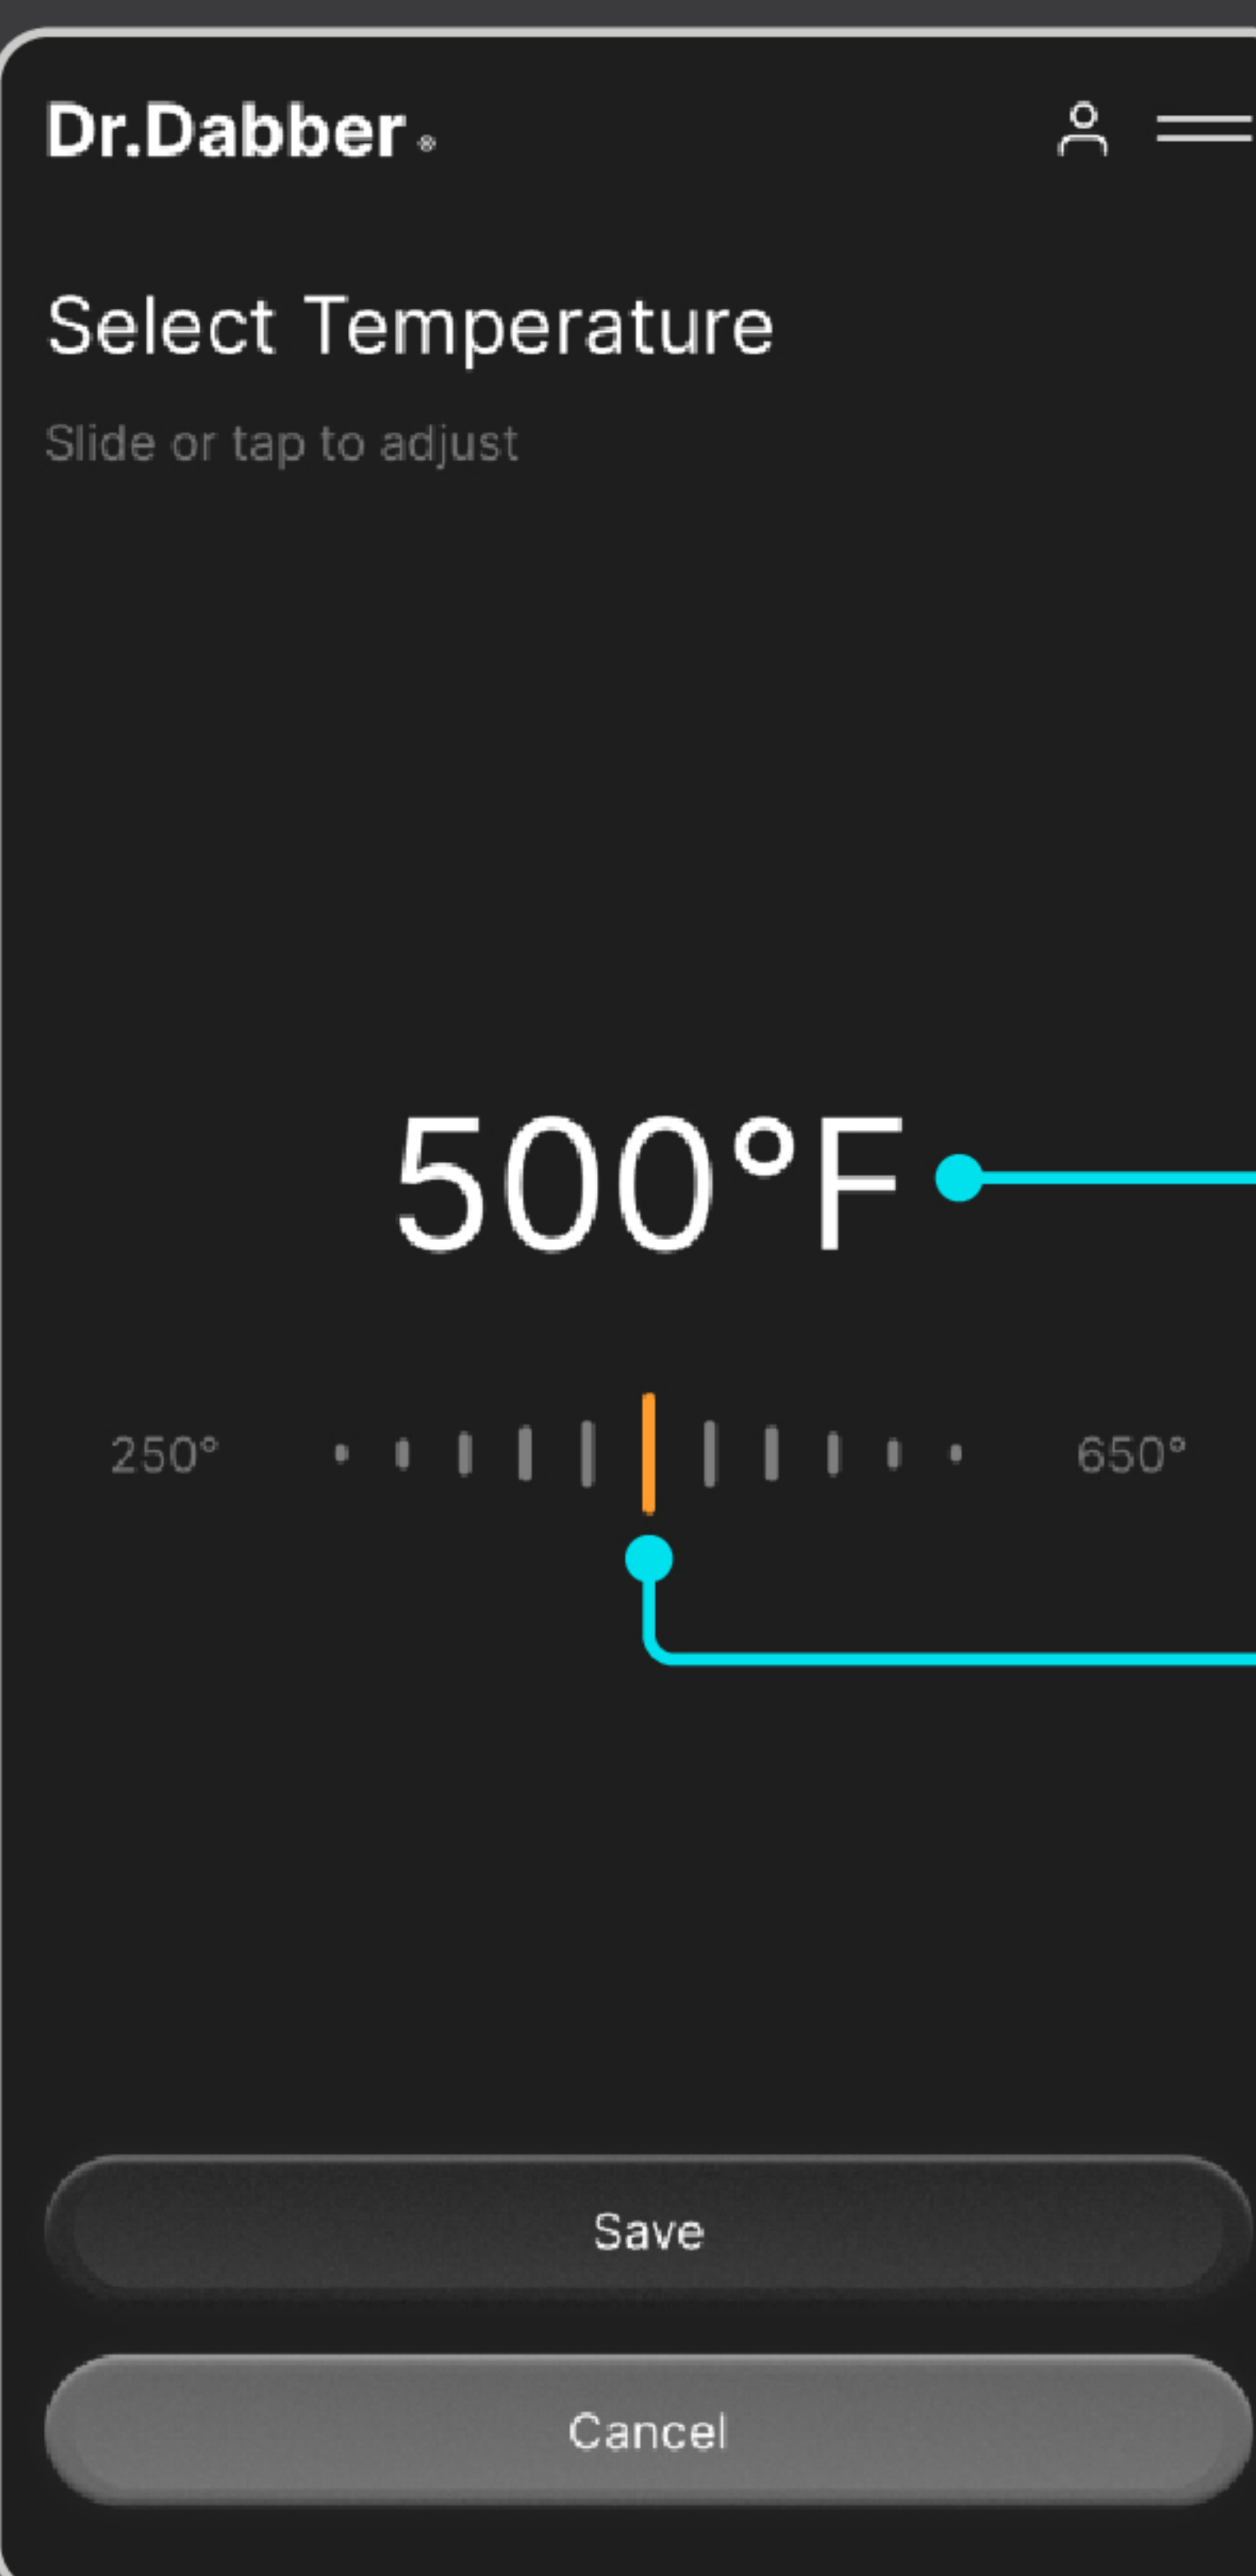 Dr.Dabber®
Select Temperature
Slide or tap to adjust
500°F
250° 650°
Save
Cancel